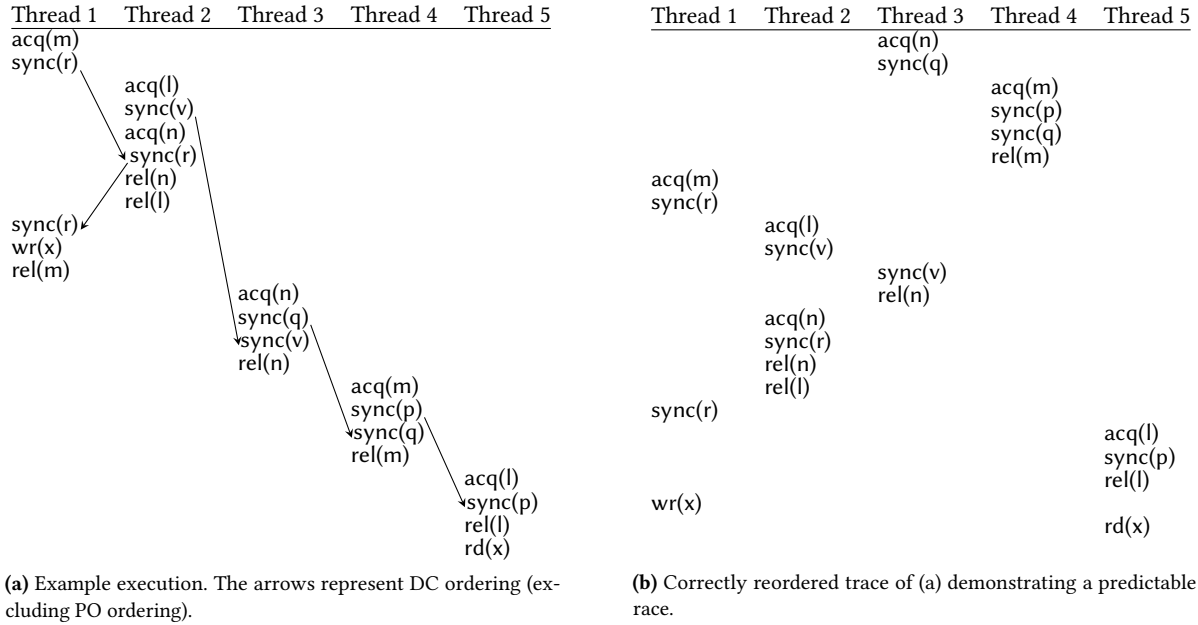 Thread 1 Thread 2 Thread 3 Thread 4 Thread 5
acq(m)
sync(r)
acq(l)
sync(v)
acq(n)
sync(r)
rel(n)
rel(l)
sync(r)
wr(x)
rel(m)
acq(n)
sync(q)
sync(v)
rel(n)
acq(m)
sync(p)
sync(q)
rel(m)
acq(l)
sync(p)
rel(l)
rd(x)
(a) Example execution. The arrows represent DC ordering (ex-
cluding PO ordering).
Thread 1 Thread 2 Thread 3 Thread 4 Thread 5
acq(n)
sync(q)
acq(m)
sync(p)
sync(q)
rel(m)
acq(m)
sync(r)
acq(l)
sync(v)
sync(v)
rel(n)
acq(n)
sync(r)
rel(n)
rel(l)
sync(r)
acq(l)
sync(p)
rel(l)
wr(x)
rd(x)
(b) Correctly reordered trace of (a) demonstrating a predictable
race.